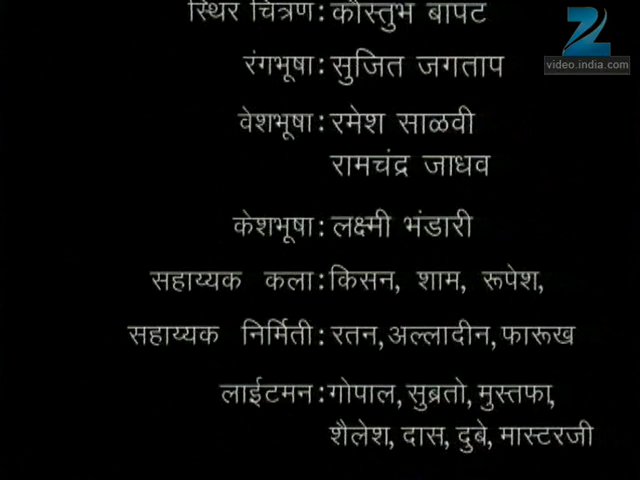 स्थिर चित्रण: कौस्तुभ बापट
रंगभूषा: सुजित जगताप
वेशभूषा: रमेश साळवी
रामचंद्र जाधव
केशभूषा: लक्ष्मी भंडारी
सहाय्यक कला: किसन, शाम, रूपेश,
सहाय्यक निर्मिती: रतन, अल्लादीन, फारूख
लाईटमन: गोपाल, सुब्रतो, मुस्तफा,
शैलेश, दास, दुबे, मास्टरजी
video.india.com